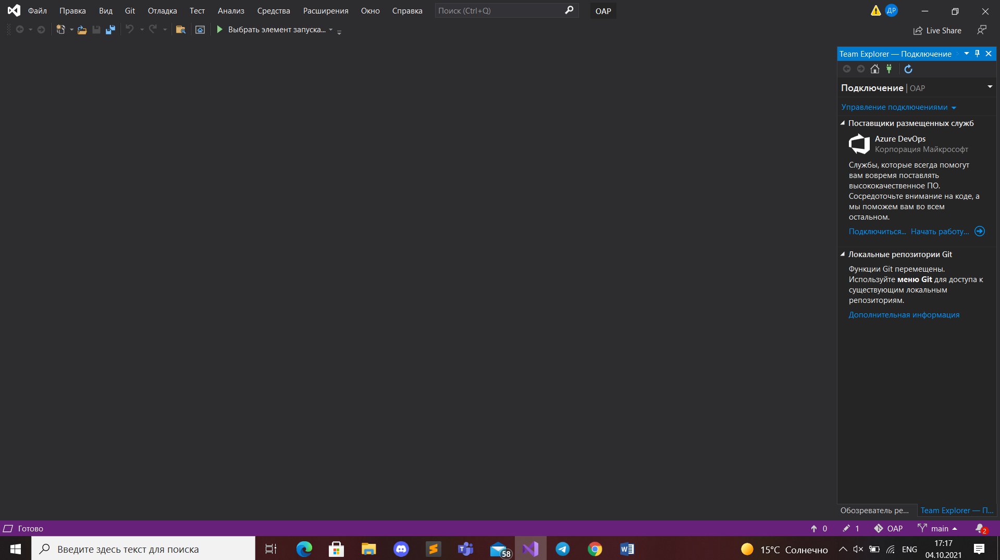 Файл Правка Вид Git Отладка Тест Анализ Средства Расширения Окно Справка Поиск (Ctrl+Q) OAP ДР
Выбрать элемент запуска... Live Share
Team Explorer — Подключение
Подключение | OAP
Управление подключениями
Поставщики размещенных служб
Azure DevOps
Корпорация Майкрософт
Службы, которые всегда помогут
вам вовремя поставлять
высококачественное ПО.
Сосредоточьте внимание на коде, а
мы поможем вам во всем
остальном.
Подключиться... Начать работу...
Локальные репозитории Git
Функции Git перемещены.
Используйте меню Git для доступа к
существующим локальным
репозиториям.
Дополнительная информация
Обозреватель ре... Team Explorer — П...
Готово 0 1 OAP main 2
Введите здесь текст для поиска 58 15°C Солнечно ENG 17:17
04.10.2021